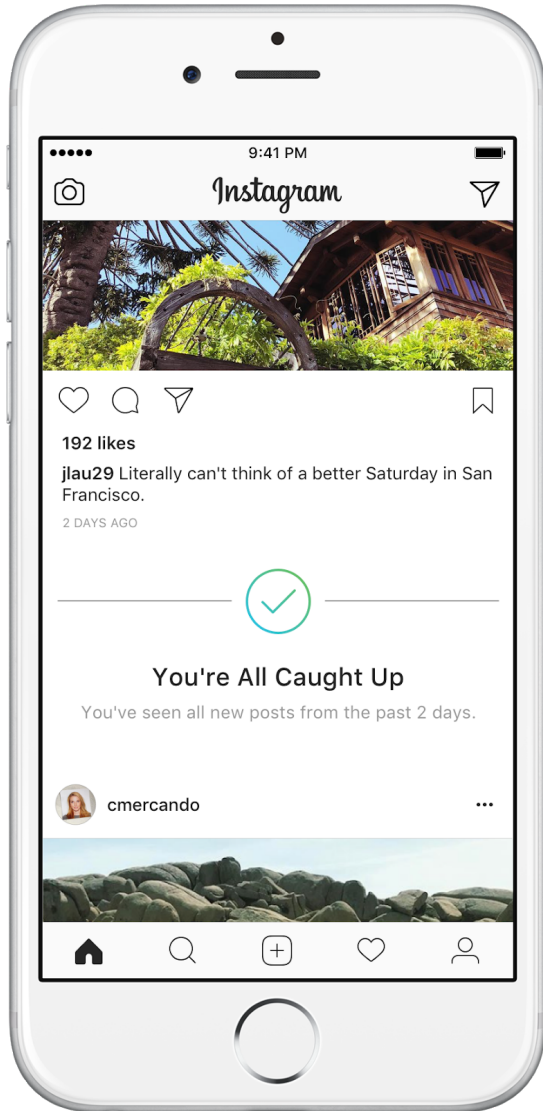 9:41 PM
Instagram
192 likes
jlau29 Literally can't think of a better Saturday in San
Francisco.
2 DAYS AGO
You're All Caught Up
You've seen all new posts from the past 2 days.
cmercando